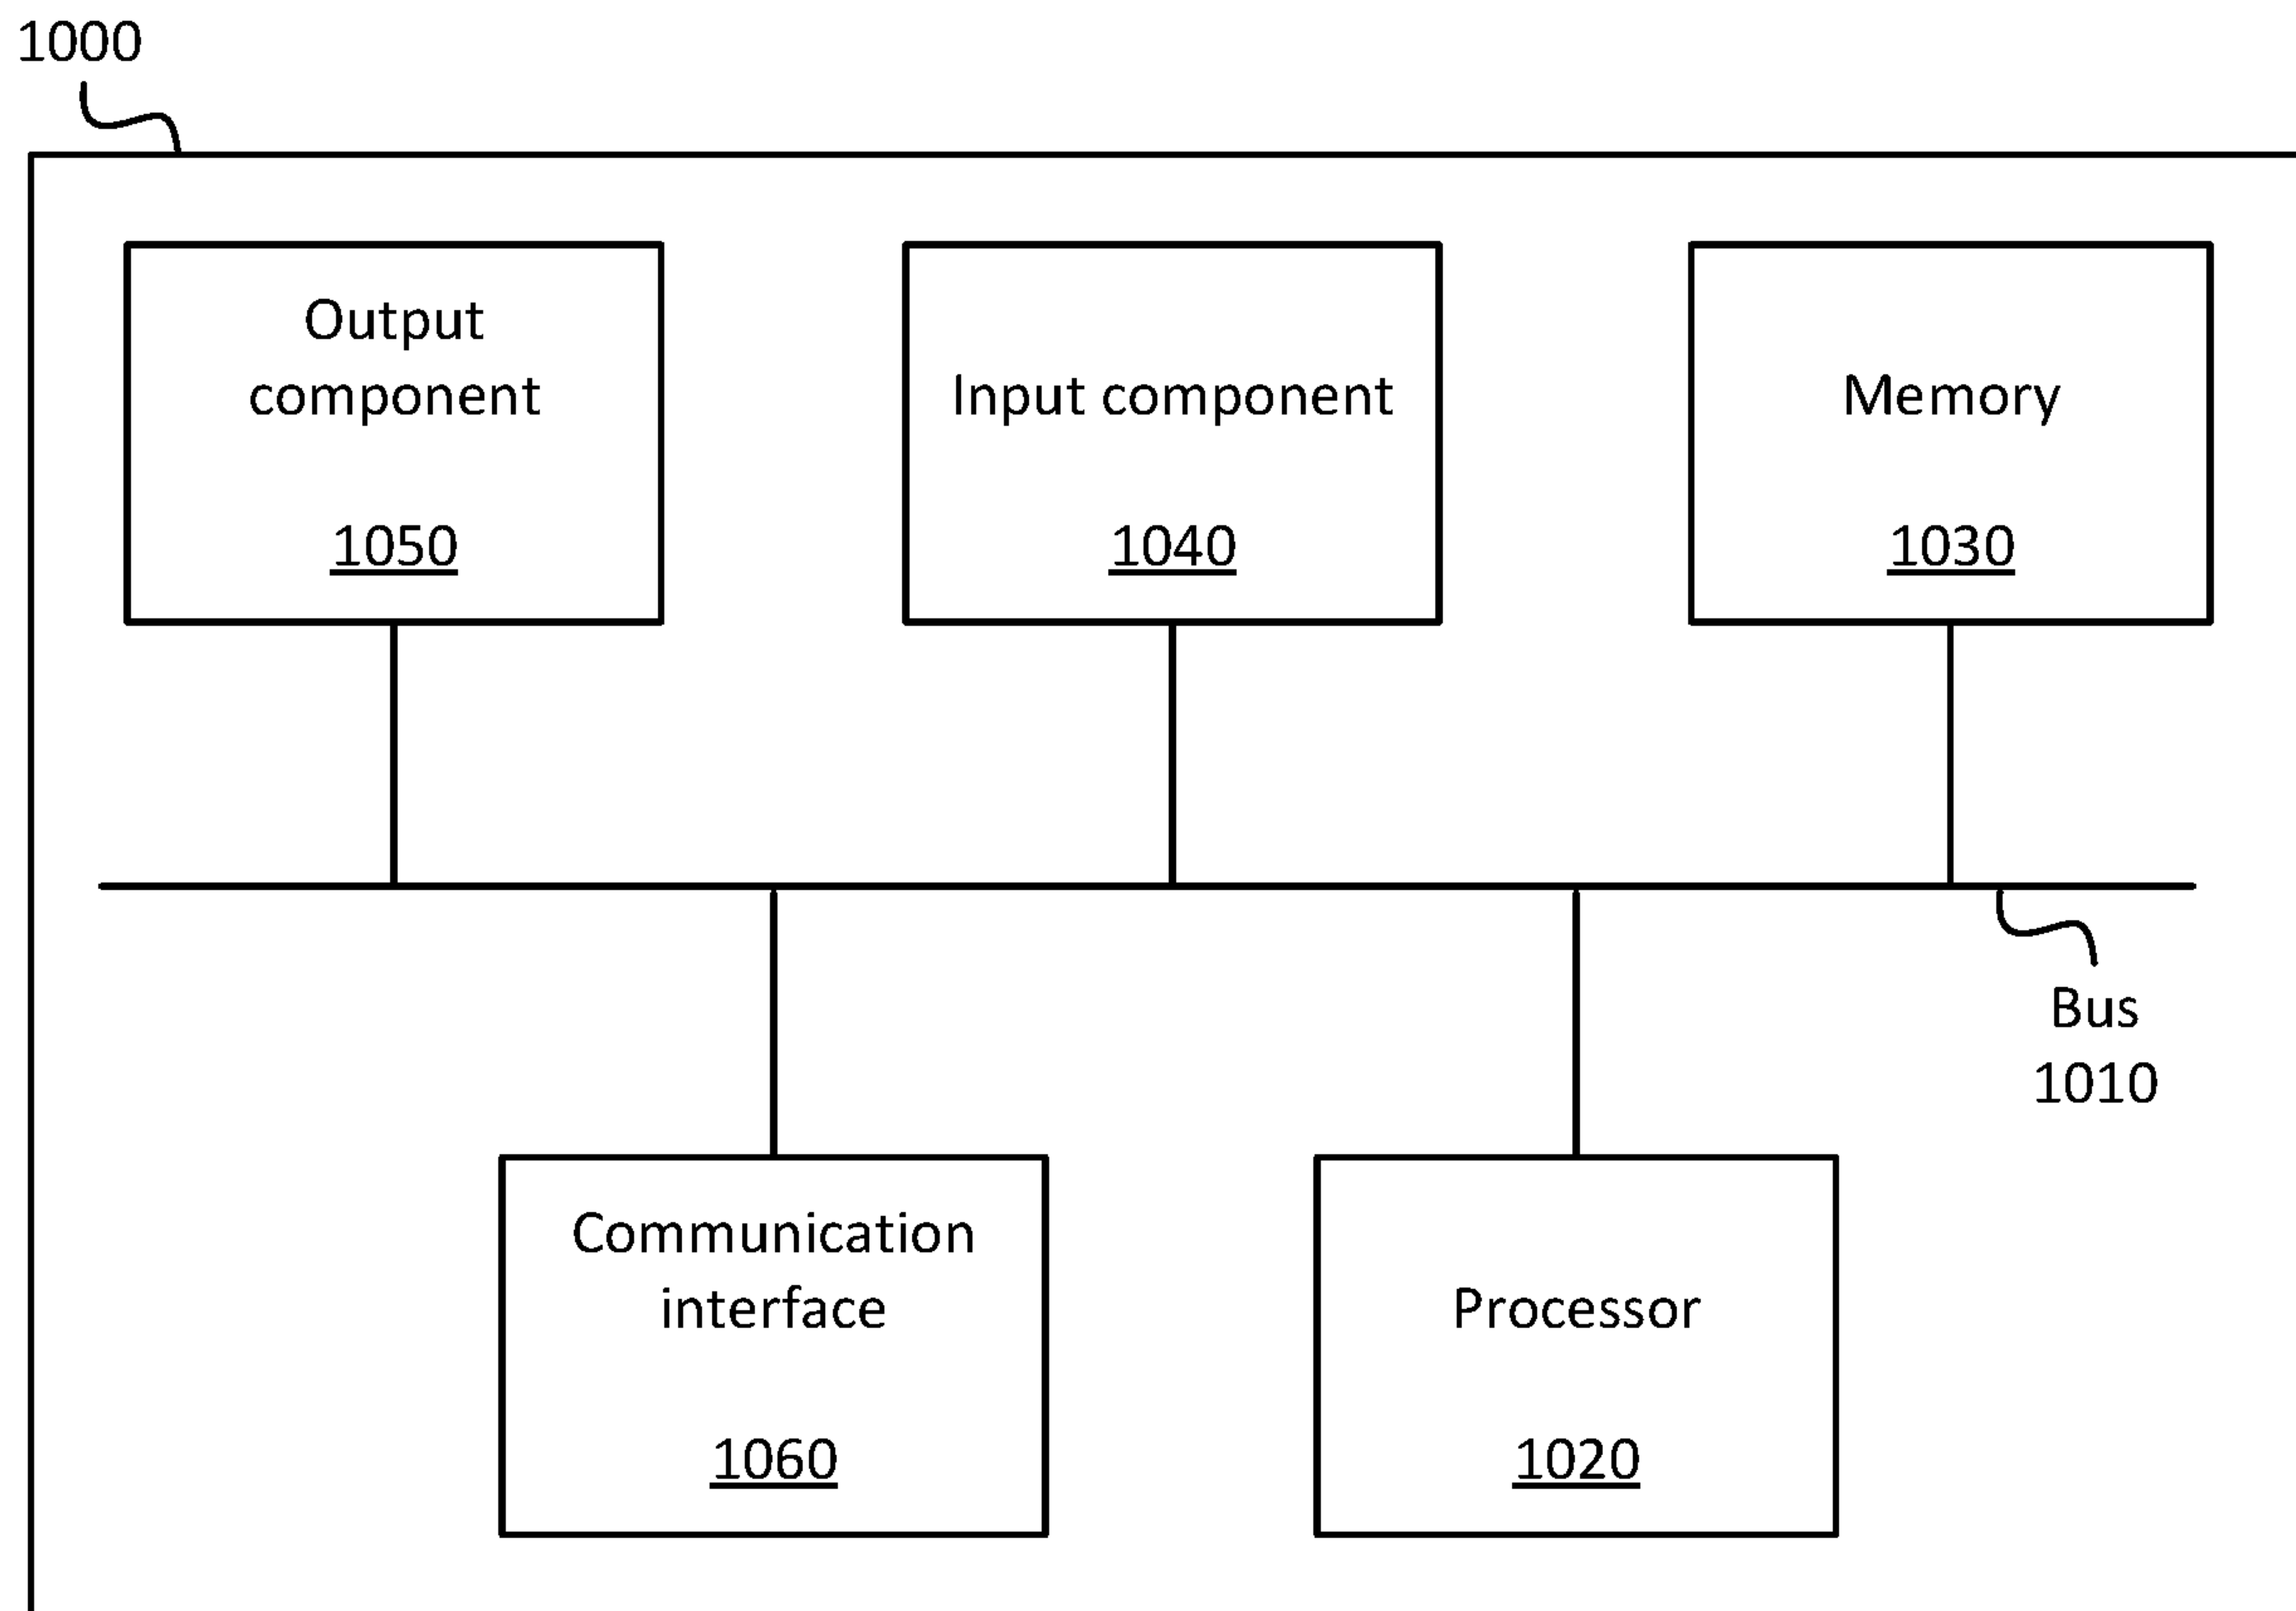 1000
Output
component
1050
Input component
1040
Memory
1030
Bus
1010
Communication
interface
1060
Processor
1020